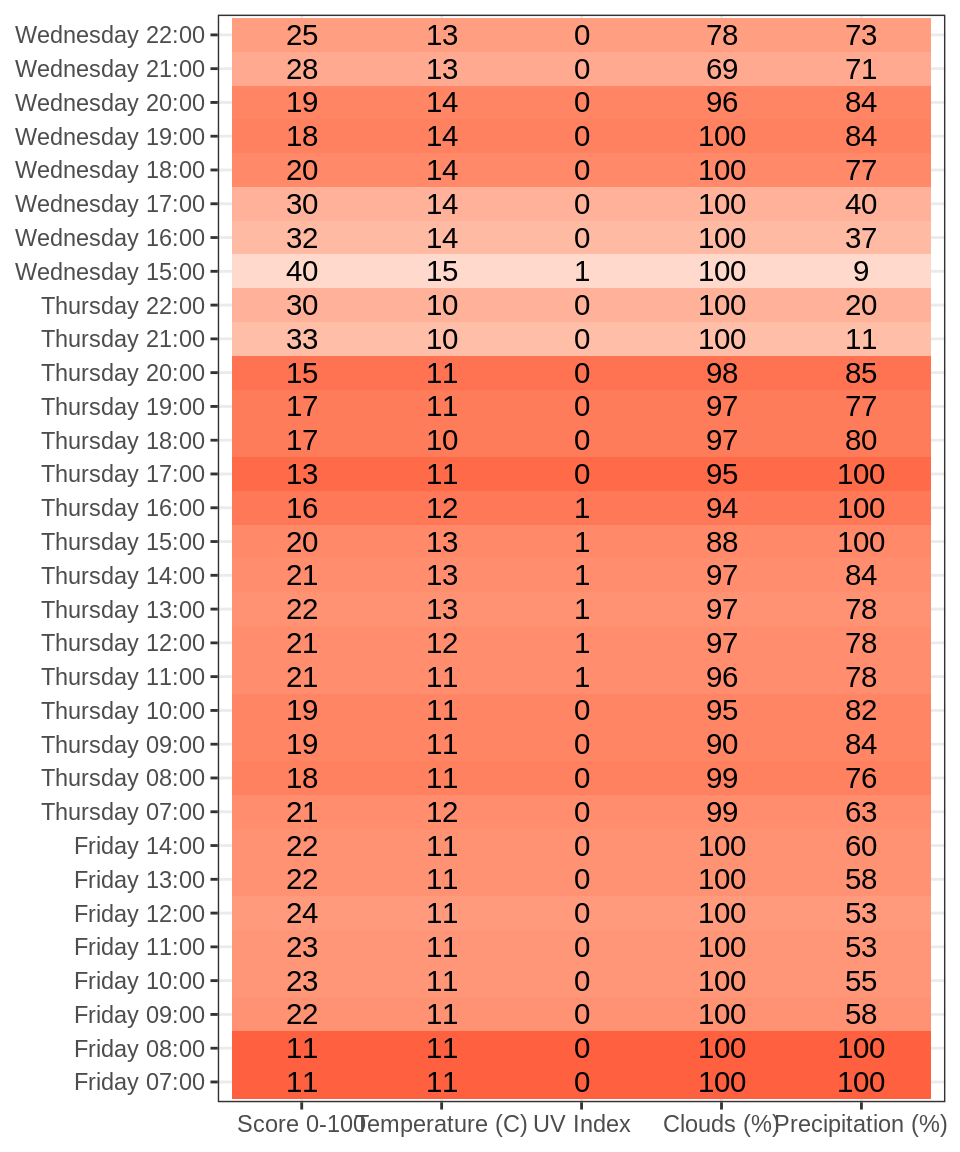 Wednesday 22:00 25 13 0 78 73
Wednesday 21:00 28 13 0 69 71
Wednesday 20:00 19 14 0 96 84
Wednesday 19:00 18 14 0 100 84
Wednesday 18:00 20 14 0 100 77
Wednesday 17:00 30 14 0 100 40
Wednesday 16:00 32 14 0 100 37
Wednesday 15:00 40 15 1 100 9
Thursday 22:00 30 10 0 100 20
Thursday 21:00 33 10 0 100 11
Thursday 20:00 15 11 0 98 85
Thursday 19:00 17 11 0 97 77
Thursday 18:00 17 10 0 97 80
Thursday 17:00 13 11 0 95 100
Thursday 16:00 16 12 1 94 100
Thursday 15:00 20 13 1 88 100
Thursday 14:00 21 13 1 97 84
Thursday 13:00 22 13 1 97 78
Thursday 12:00 21 12 1 97 78
Thursday 11:00 21 11 1 96 78
Thursday 10:00 19 11 0 95 82
Thursday 09:00 19 11 0 90 84
Thursday 08:00 18 11 0 99 76
Thursday 07:00 21 12 0 99 63
Friday 14:00 22 11 0 100 60
Friday 13:00 22 11 0 100 58
Friday 12:00 24 11 0 100 53
Friday 11:00 23 11 0 100 53
Friday 10:00 23 11 0 100 55
Friday 09:00 22 11 0 100 58
Friday 08:00 11 11 0 100 100
Friday 07:00 11 11 0 100 100
Score 0-100 Temperature (C) UV Index Clouds (%) Precipitation (%)